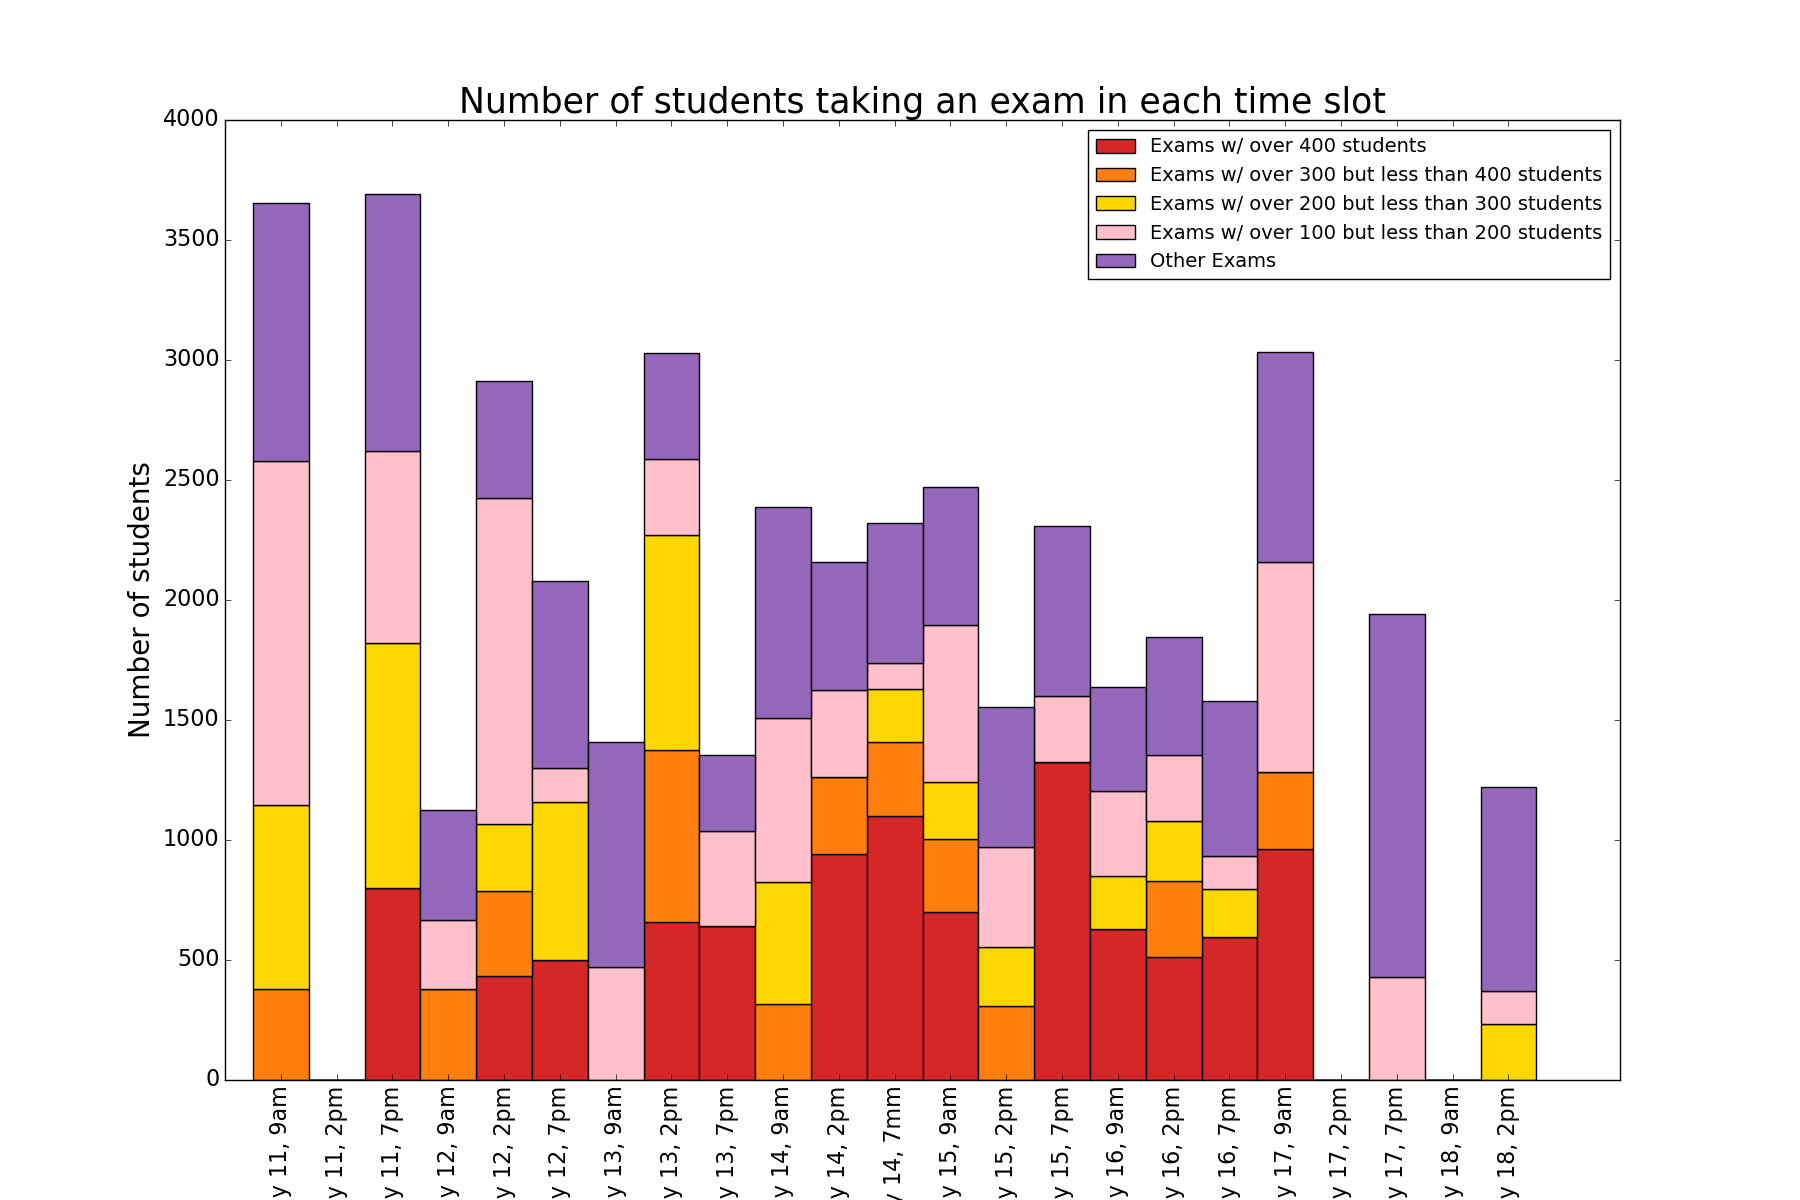 Number of students taking an exam in each time slot
Exams w/ over 400 students
Exams w/ over 300 but less than 400 students
Exams w/ over 200 but less than 300 students
Exams w/ over 100 but less than 200 students
Other Exams
Number of students
4000
3500
3000
2500
2000
1500
1000
500
0
y 11, 9am
y 11, 2pm
y 11, 7pm
y 12, 9am
y 12, 2pm
y 12, 7pm
y 13, 9am
y 13, 2pm
y 13, 7pm
y 14, 9am
y 14, 2pm
y 14, 7mm
y 15, 9am
y 15, 2pm
y 15, 7pm
y 16, 9am
y 16, 2pm
y 16, 7pm
y 17, 9am
y 17, 2pm
y 17, 7pm
y 18, 9am
y 18, 2pm